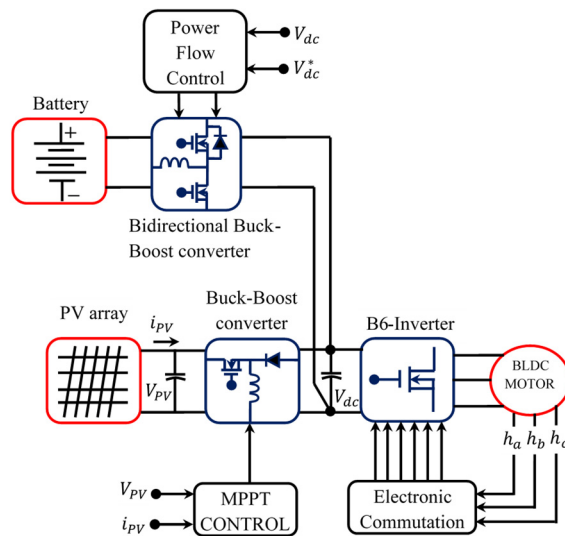 Power
Flow
Control
V_dc
V_dc^*
Battery
+
−
Bidirectional Buck-
Boost converter
PV array
i_PV
V_PV
Buck-Boost
converter
V_dc
B6-Inverter
BLDC
MOTOR
h_a h_b h_c
V_PV
i_PV
MPPT
CONTROL
Electronic
Commutation